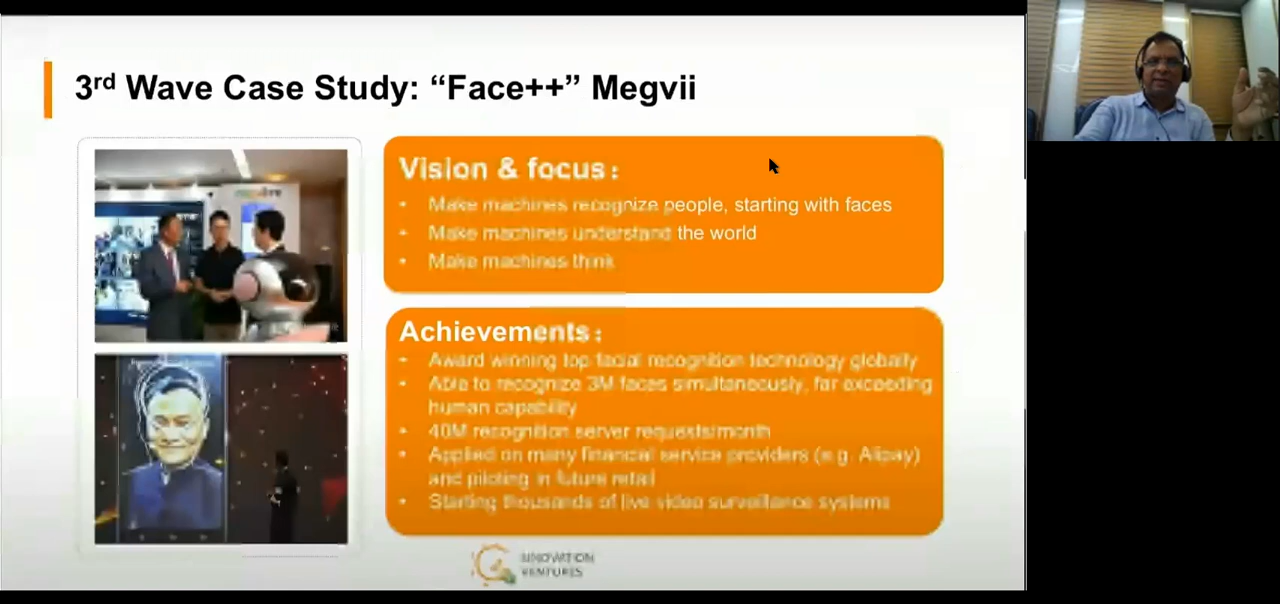 3rd Wave Case Study: “Face++” Megvii
Vision & focus:
• Make machines recognize people, starting with faces
• Make machines understand the world
• Make machines think
Achievements:
• Award winning top facial recognition technology globally
• Able to recognize 3M faces simultaneously, far exceeding
human capability
• 40M recognition server requests/month
• Applied on many financial service providers (e.g. Alipay)
and piloting in future retail
• Starting thousands of live video surveillance systems
VENTURES